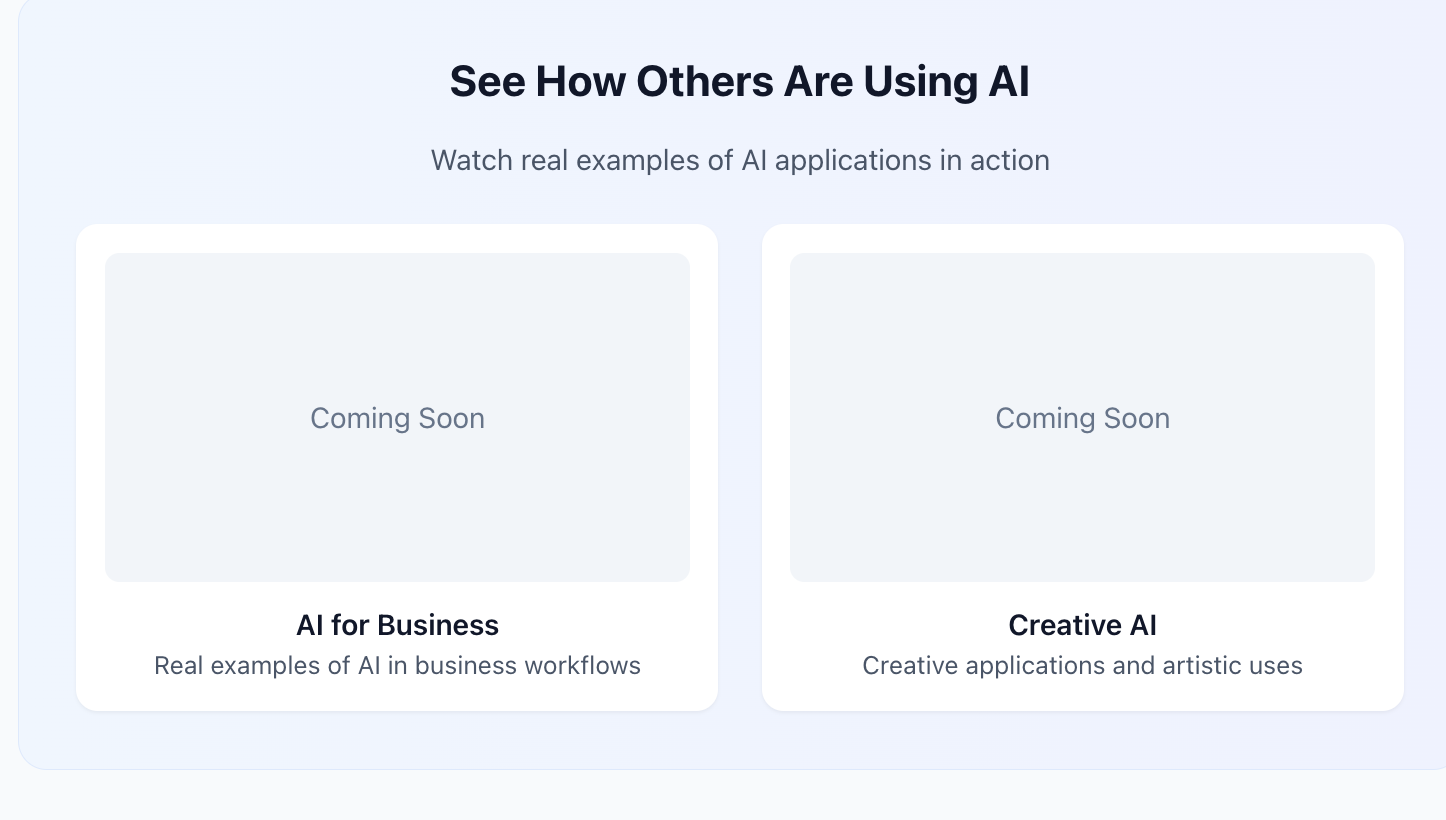 See How Others Are Using AI
Watch real examples of AI applications in action
Coming Soon
AI for Business
Real examples of AI in business workflows
Coming Soon
Creative AI
Creative applications and artistic uses